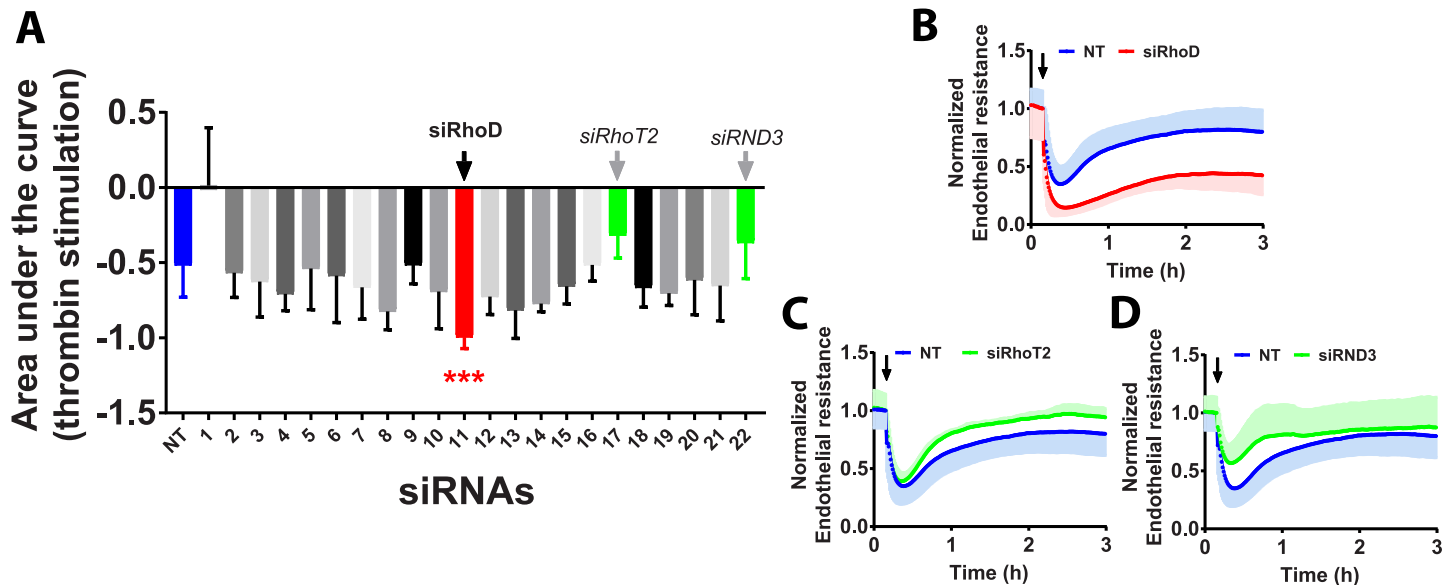 A
Area under the curve
(thrombin stimulation)
0.5
0.0
-0.5
-1.0
-1.5
siRhoD
siRhoT2
siRND3
***
NT 1 2 3 4 5 6 7 8 9 10 11 12 13 14 15 16 17 18 19 20 21 22
siRNAs
B
NT siRhoD
Normalized
Endothelial resistance
1.5
1.0
0.5
0.0
0 1 2 3
Time (h)
C
NT siRhoT2
Normalized
Endothelial resistance
1.5
1.0
0.5
0.0
0 1 2 3
Time (h)
D
NT siRND3
Normalized
Endothelial resistance
1.5
1.0
0.5
0.0
0 1 2 3
Time (h)